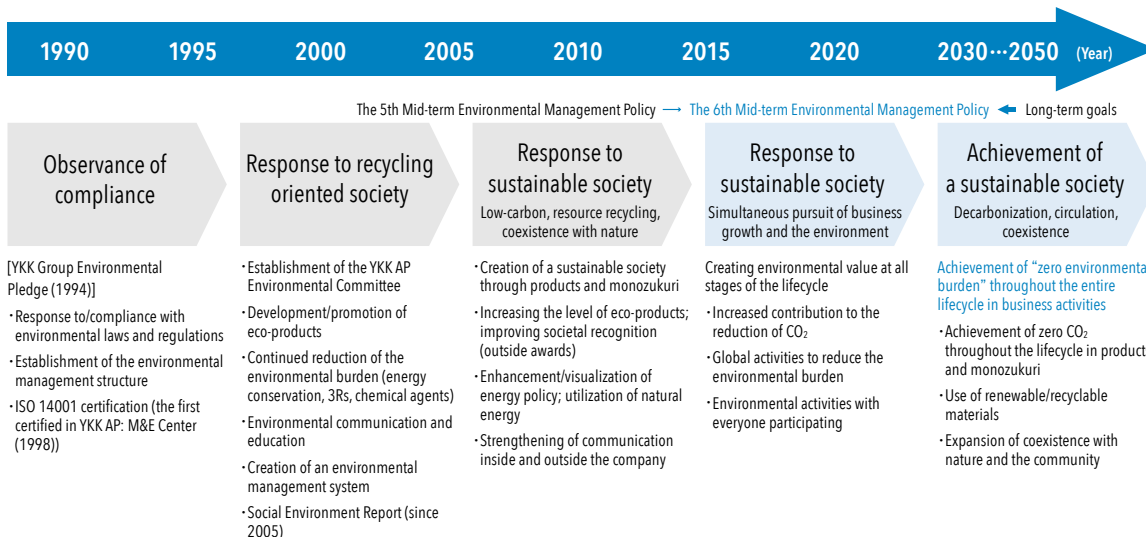 1990 1995 2000 2005 2010 2015 2020 2030···2050 (Year)
The 5th Mid-term Environmental Management Policy → The 6th Mid-term Environmental Management Policy ← Long-term goals
Observance of
compliance
[YKK Group Environmental
Pledge (1994)]
・Response to/compliance with
environmental laws and regulations
・Establishment of the environmental
management structure
・ISO 14001 certification (the first
certified in YKK AP: M&E Center
(1998))
Response to recycling
oriented society
・Establishment of the YKK AP
Environmental Committee
・Development/promotion of
eco-products
・Continued reduction of the
environmental burden (energy
conservation, 3Rs, chemical agents)
・Environmental communication and
education
・Creation of an environmental
management system
・Social Environment Report (since
2005)
Response to
sustainable society
Low-carbon, resource recycling,
coexistence with nature
・Creation of a sustainable society
through products and monozukuri
・Increasing the level of eco-products;
improving societal recognition
(outside awards)
・Enhancement/visualization of
energy policy; utilization of natural
energy
・Strengthening of communication
inside and outside the company
Response to
sustainable society
Simultaneous pursuit of business
growth and the environment
Creating environmental value at all
stages of the lifecycle
・Increased contribution to the
reduction of CO₂
・Global activities to reduce the
environmental burden
・Environmental activities with
everyone participating
Achievement of
a sustainable society
Decarbonization, circulation,
coexistence
Achievement of “zero environmental
burden” throughout the entire
lifecycle in business activities
・Achievement of zero CO₂
throughout the lifecycle in product
and monozukuri
・Use of renewable/recyclable
materials
・Expansion of coexistence with
nature and the community